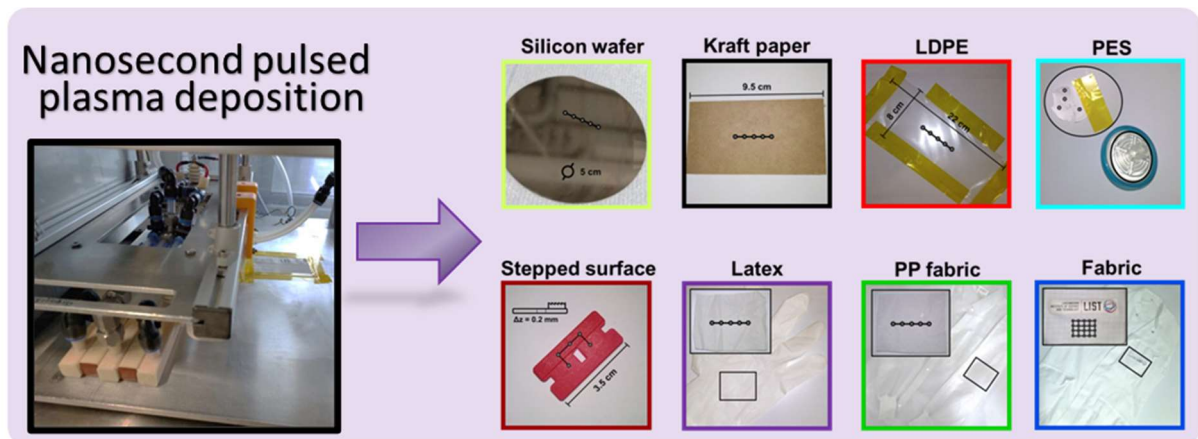 Nanosecond pulsed
plasma deposition
Silicon wafer
Kraft paper
LDPE
PES
5 cm
9.5 cm
8 cm
22 cm
Stepped surface
Latex
PP fabric
Fabric
Δz = 0.2 mm
3.5 cm
LIST